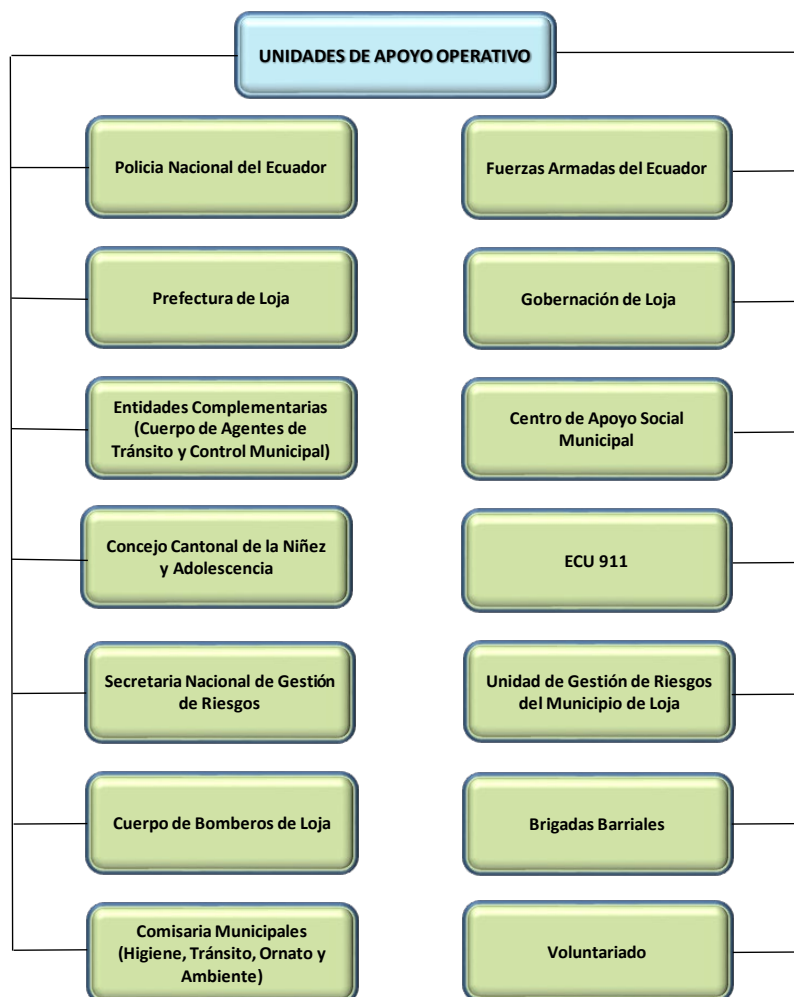 UNIDADES DE APOYO OPERATIVO
Policia Nacional del Ecuador
Fuerzas Armadas del Ecuador
Prefectura de Loja
Gobernación de Loja
Entidades Complementarias
(Cuerpo de Agentes de
Tránsito y Control Municipal)
Centro de Apoyo Social
Municipal
Concejo Cantonal de la Niñez
y Adolescencia
ECU 911
Secretaria Nacional de Gestión
de Riesgos
Unidad de Gestión de Riesgos
del Municipio de Loja
Cuerpo de Bomberos de Loja
Brigadas Barriales
Comisaria Municipales
(Higiene, Tránsito, Ornato y
Ambiente)
Voluntariado